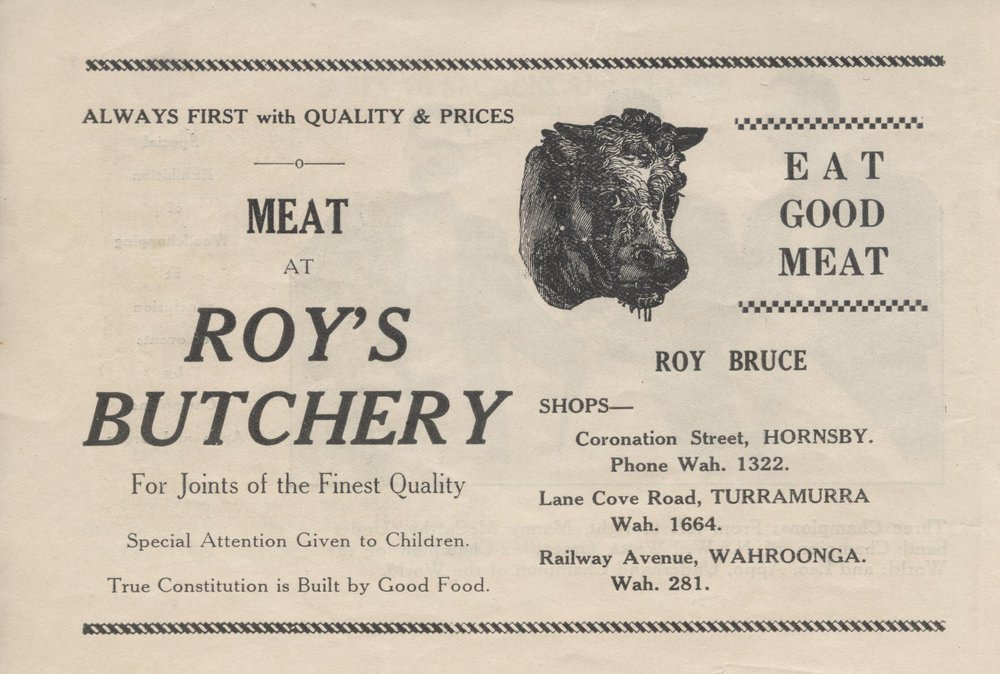 ALWAYS FIRST with QUALITY & PRICES
MEAT
AT
ROY'S
BUTCHERY
For Joints of the Finest Quality
Special Attention Given to Children.
True Constitution is Built by Good Food.
EAT
GOOD
MEAT
ROY BRUCE
SHOPS—
Coronation Street, HORNSBY.
Phone Wah. 1322.
Lane Cove Road, TURRAMURRA
Wah. 1664.
Railway Avenue, WAHROONGA.
Wah. 281.